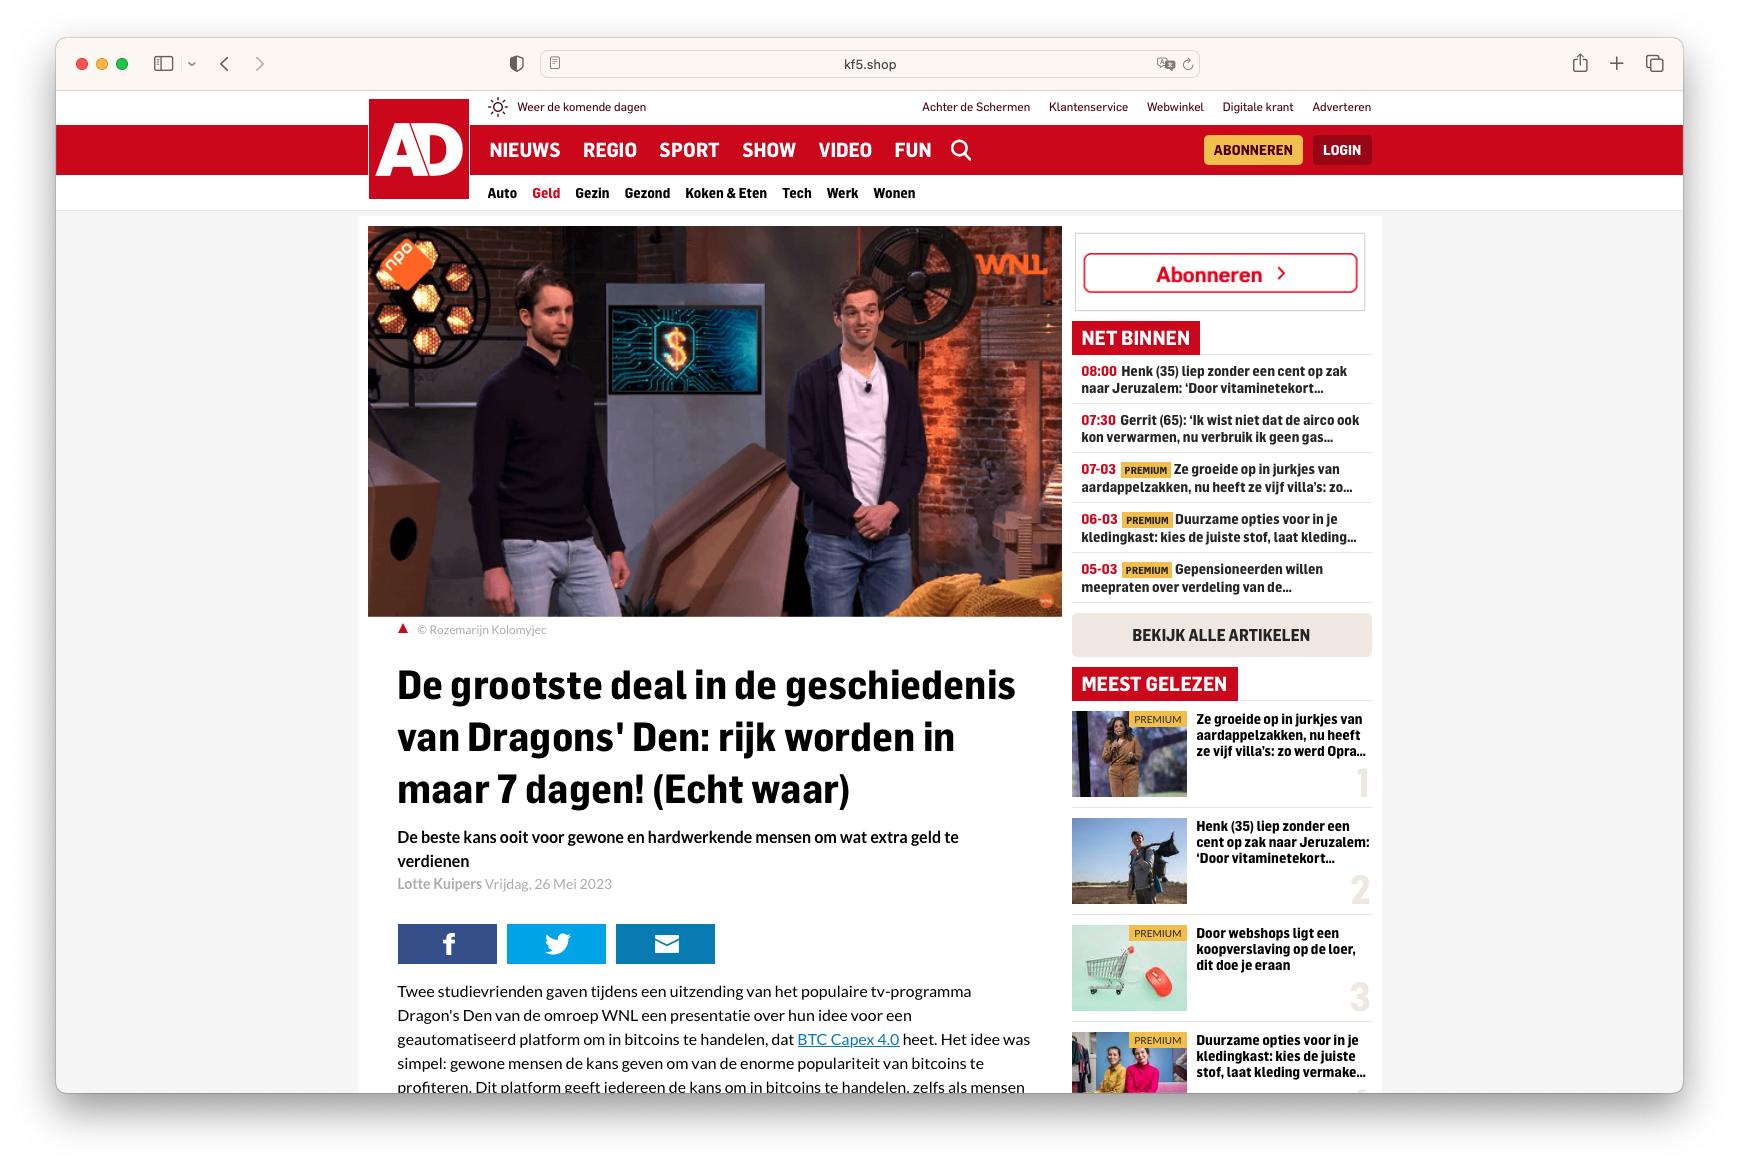 kf5.shop
Weer de komende dagen
Achter de Schermen Klantenservice Webwinkel Digitale krant Adverteren
AD
NIEUWS REGIO SPORT SHOW VIDEO FUN
ABONNEREN LOGIN
Auto Geld Gezin Gezond Koken & Eten Tech Werk Wonen
npo
WNL
$
© Rozemarijn Kolomyjec
De grootste deal in de geschiedenis
van Dragons' Den: rijk worden in
maar 7 dagen! (Echt waar)
De beste kans ooit voor gewone en hardwerkende mensen om wat extra geld te
verdienen
Lotte Kuipers Vrijdag, 26 Mei 2023
f
Twee studievrienden gaven tijdens een uitzending van het populaire tv-programma
Dragon's Den van de omroep WNL een presentatie over hun idee voor een
geautomatiseerd platform om in bitcoins te handelen, dat BTC Capex 4.0 heet. Het idee was
simpel: gewone mensen de kans geven om van de enorme populariteit van bitcoins te
profiteren. Dit platform geeft iedereen de kans om in bitcoins te handelen, zelfs als mensen
Abonneren
NET BINNEN
08:00 Henk (35) liep zonder een cent op zak
naar Jeruzalem: ‘Door vitaminetekort...
07:30 Gerrit (65): ‘Ik wist niet dat de airco ook
kon verwarmen, nu verbruik ik geen gas...
07-03 PREMIUM Ze groeide op in jurkjes van
aardappelzakken, nu heeft ze vijf villa’s: zo...
06-03 PREMIUM Duurzame opties voor in je
kledingkast: kies de juiste stof, laat kleding...
05-03 PREMIUM Gepensioneerden willen
meepraten over verdeling van de...
BEKIJK ALLE ARTIKELEN
MEEST GELEZEN
PREMIUM
Ze groeide op in jurkjes van
aardappelzakken, nu heeft
ze vijf villa’s: zo werd Opra...
1
Henk (35) liep zonder een
cent op zak naar Jeruzalem:
‘Door vitaminetekort...
2
PREMIUM
Door webshops ligt een
koopverslaving op de loer,
dit doe je eraan
3
PREMIUM
Duurzame opties voor in je
kledingkast: kies de juiste
stof, laat kleding vermake...